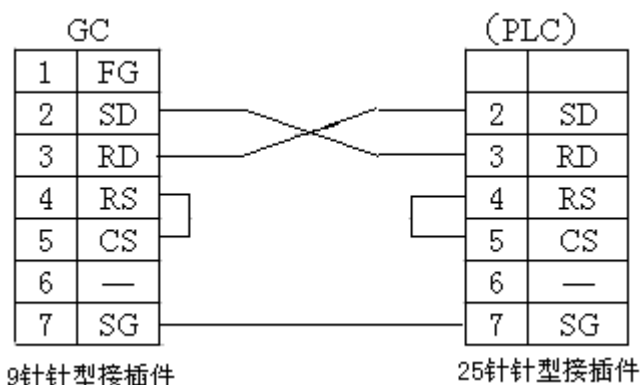 GC (PLC)
1 FG
2 SD 2 SD
3 RD 3 RD
4 RS 4 RS
5 CS 5 CS
6 — 6 —
7 SG 7 SG
9针针型接插件 25针针型接插件